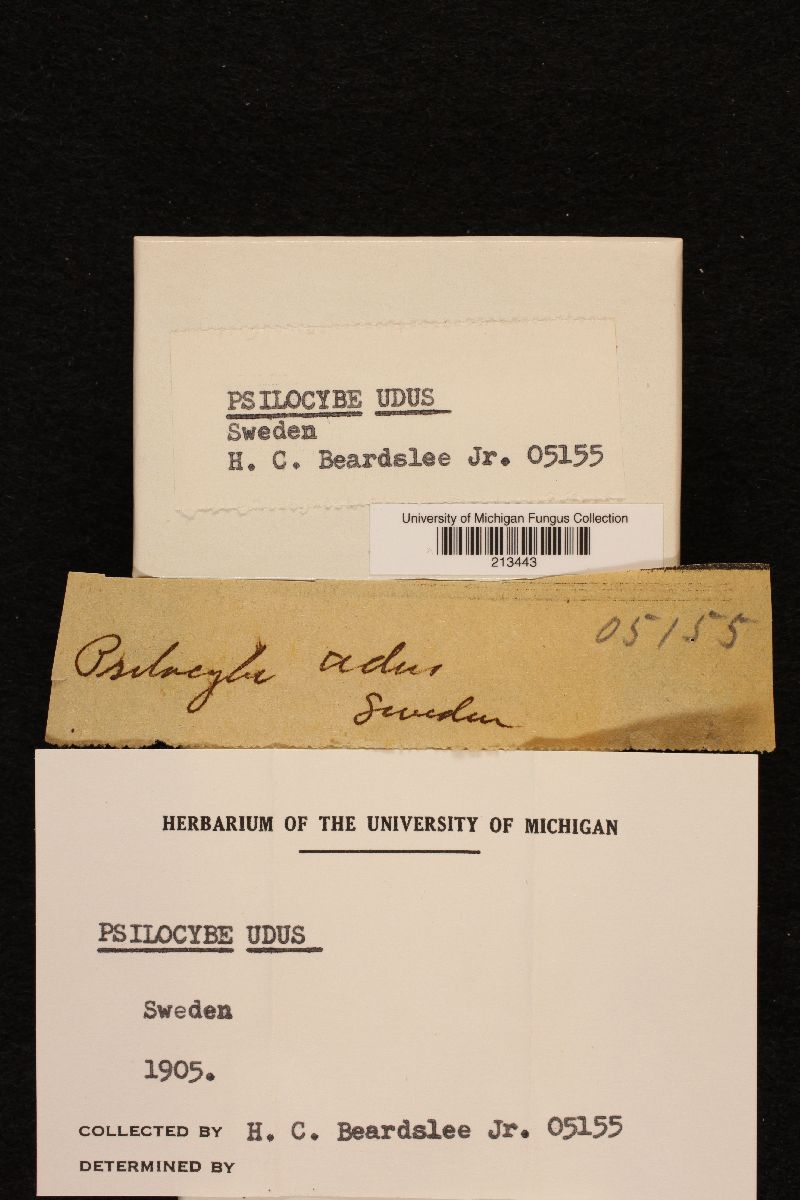 PSILOCYBE UDUS
Sweden
H. C. Beardslee Jr. 05155
University of Michigan Fungus Collection
213443
05155
Psilocybe udus
Sweden
HERBARIUM OF THE UNIVERSITY OF MICHIGAN
PSILOCYBE UDUS
Sweden
1905.
COLLECTED BY H. C. Beardslee Jr. 05155
DETERMINED BY